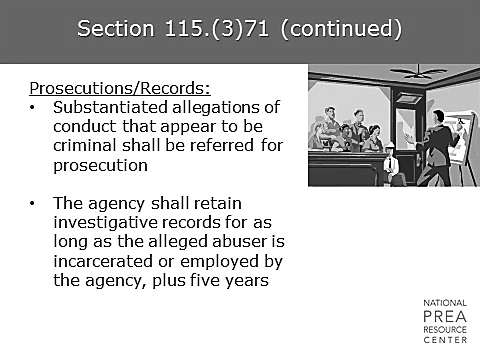 Section 115.(3)71 (continued)
Prosecutions/Records:
• Substantiated allegations of
conduct that appear to be
criminal shall be referred for
prosecution
• The agency shall retain
investigative records for as
long as the alleged abuser is
incarcerated or employed by
the agency, plus five years
NATIONAL
PREA
RESOURCE
CENTER